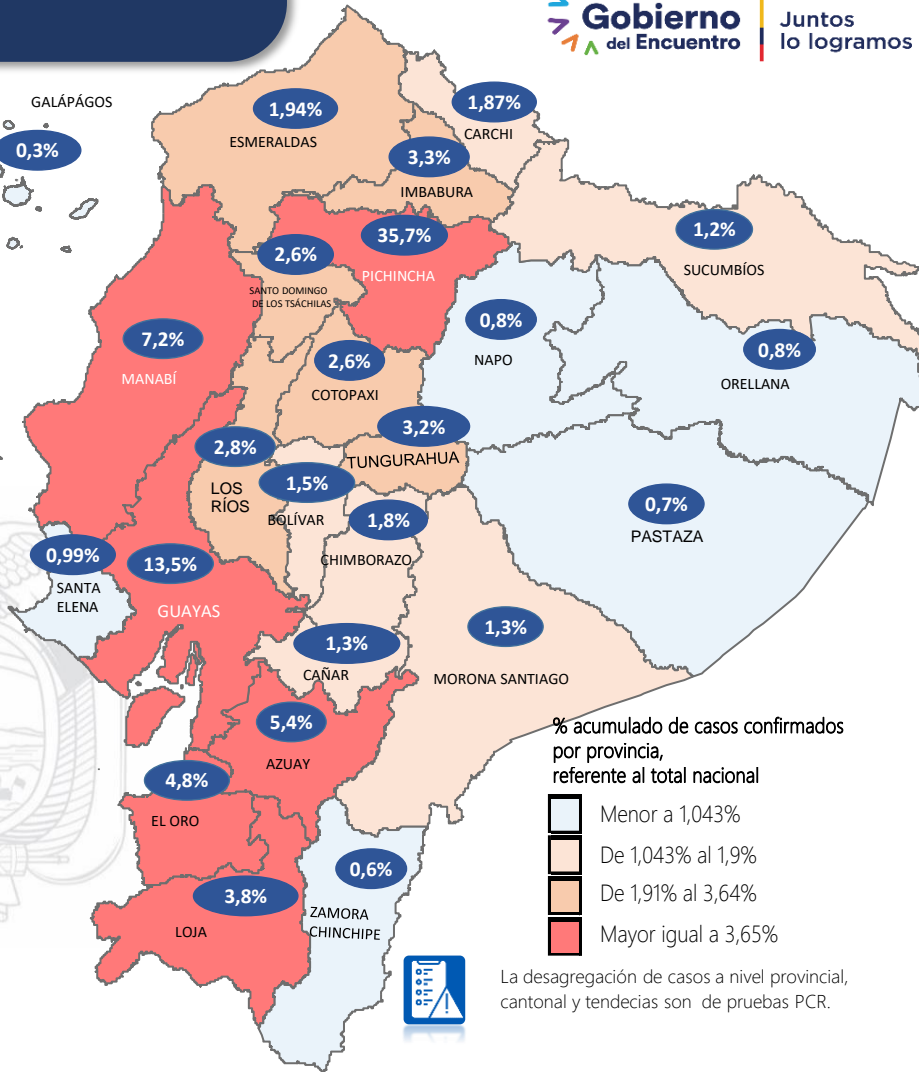 Gobierno
del Encuentro
Juntos
lo logramos
GALÁPÁGOS
0,3%
1,94%
ESMERALDAS
1,87%
CARCHI
3,3%
IMBABURA
35,7%
PICHINCHA
1,2%
SUCUMBÍOS
2,6%
SANTO DOMINGO
DE LOS TSÁCHILAS
7,2%
MANABÍ
0,8%
NAPO
0,8%
ORELLANA
2,6%
COTOPAXI
3,2%
TUNGURAHUA
2,8%
LOS
RÍOS
1,5%
BOLÍVAR
1,8%
CHIMBORAZO
0,7%
PASTAZA
0,99%
SANTA
ELENA
13,5%
GUAYAS
1,3%
CAÑAR
1,3%
MORONA SANTIAGO
5,4%
AZUAY
4,8%
EL ORO
3,8%
LOJA
0,6%
ZAMORA
CHINCHIPE
% acumulado de casos confirmados
por provincia,
referente al total nacional
Menor a 1,043%
De 1,043% al 1,9%
De 1,91% al 3,64%
Mayor igual a 3,65%
La desagregación de casos a nivel provincial,
cantonal y tendecias son de pruebas PCR.